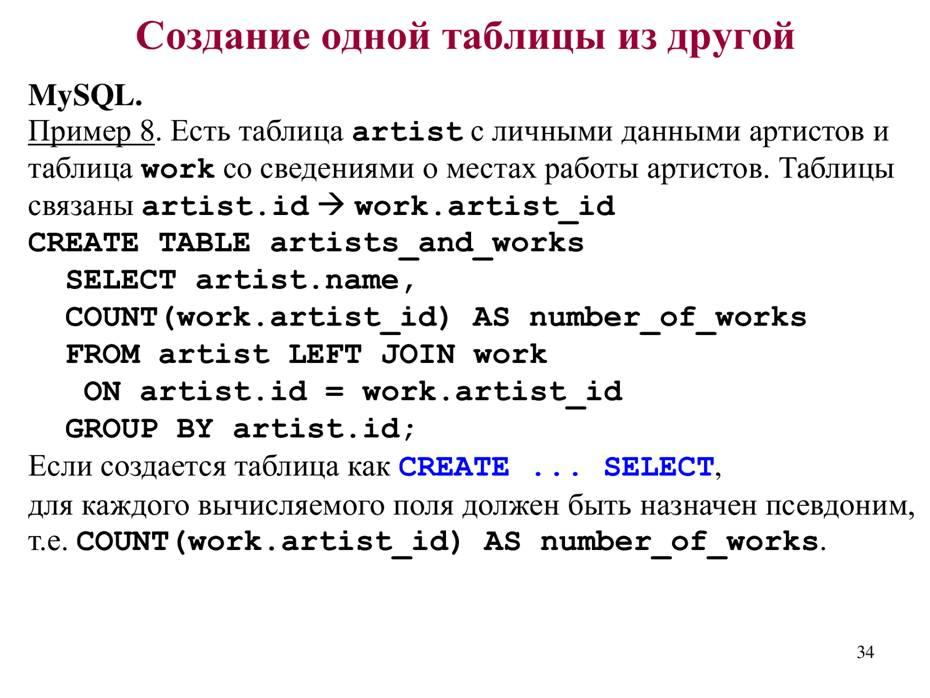 Создание одной таблицы из другой
MySQL.
Пример 8. Есть таблица artist с личными данными артистов и
таблица work со сведениями о местах работы артистов. Таблицы
связаны artist.id → work.artist_id
CREATE TABLE artists_and_works
SELECT artist.name,
COUNT(work.artist_id) AS number_of_works
FROM artist LEFT JOIN work
ON artist.id = work.artist_id
GROUP BY artist.id;
Если создается таблица как CREATE ... SELECT,
для каждого вычисляемого поля должен быть назначен псевдоним,
т.е. COUNT(work.artist_id) AS number_of_works.
34